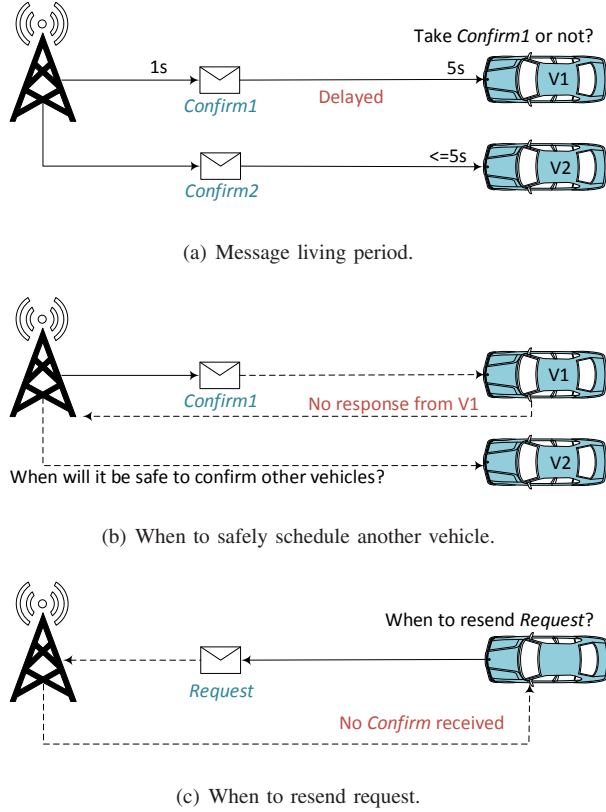 Take Confirm1 or not?
1s
5s
V1
Confirm1
Delayed
<=5s
V2
Confirm2
(a) Message living period.
V1
Confirm1
No response from V1
V2
When will it be safe to confirm other vehicles?
(b) When to safely schedule another vehicle.
When to resend Request?
Request
No Confirm received
(c) When to resend request.